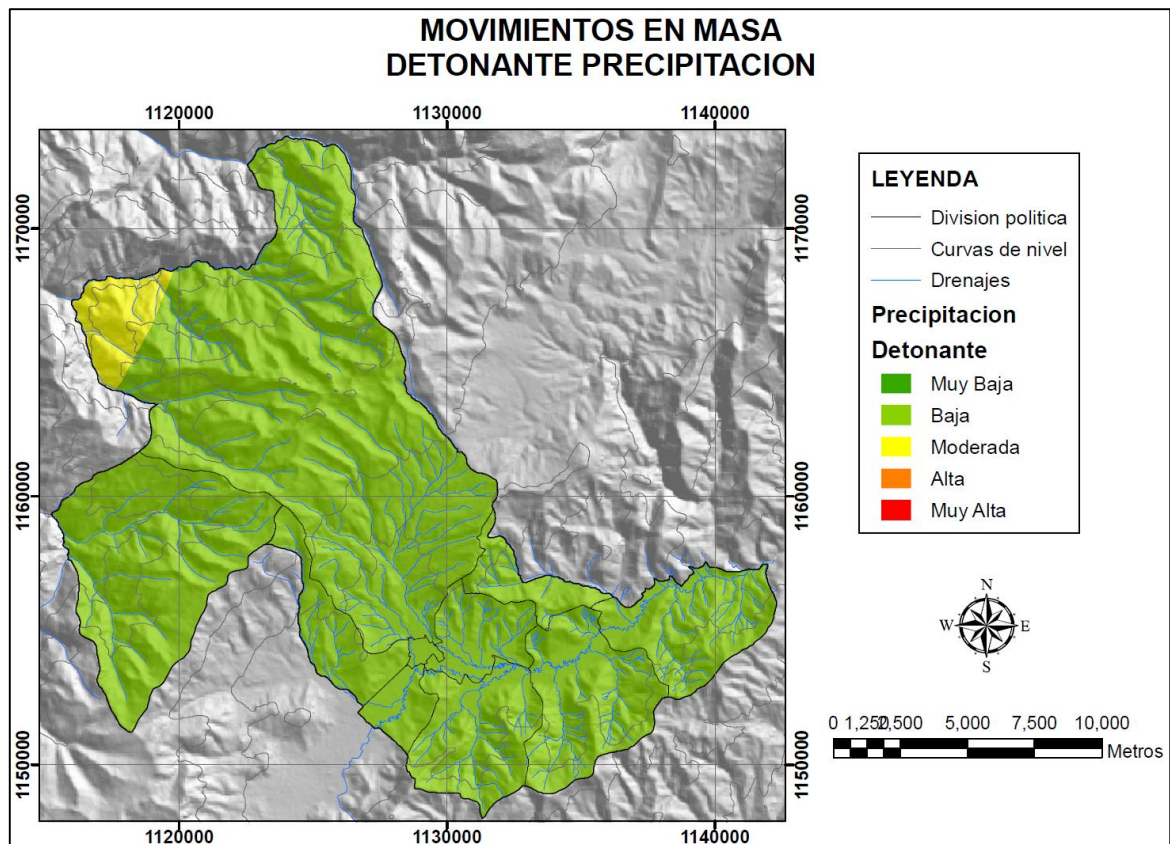 MOVIMIENTOS EN MASA
DETONANTE PRECIPITACION
1120000 1130000 1140000
1170000 1170000
1160000 1160000
1150000 1150000
1120000 1130000 1140000
LEYENDA
Division politica
Curvas de nivel
Drenajes
Precipitacion
Detonante
Muy Baja
Baja
Moderada
Alta
Muy Alta
N
W E
S
0 1,250 2,500 5,000 7,500 10,000
Metros